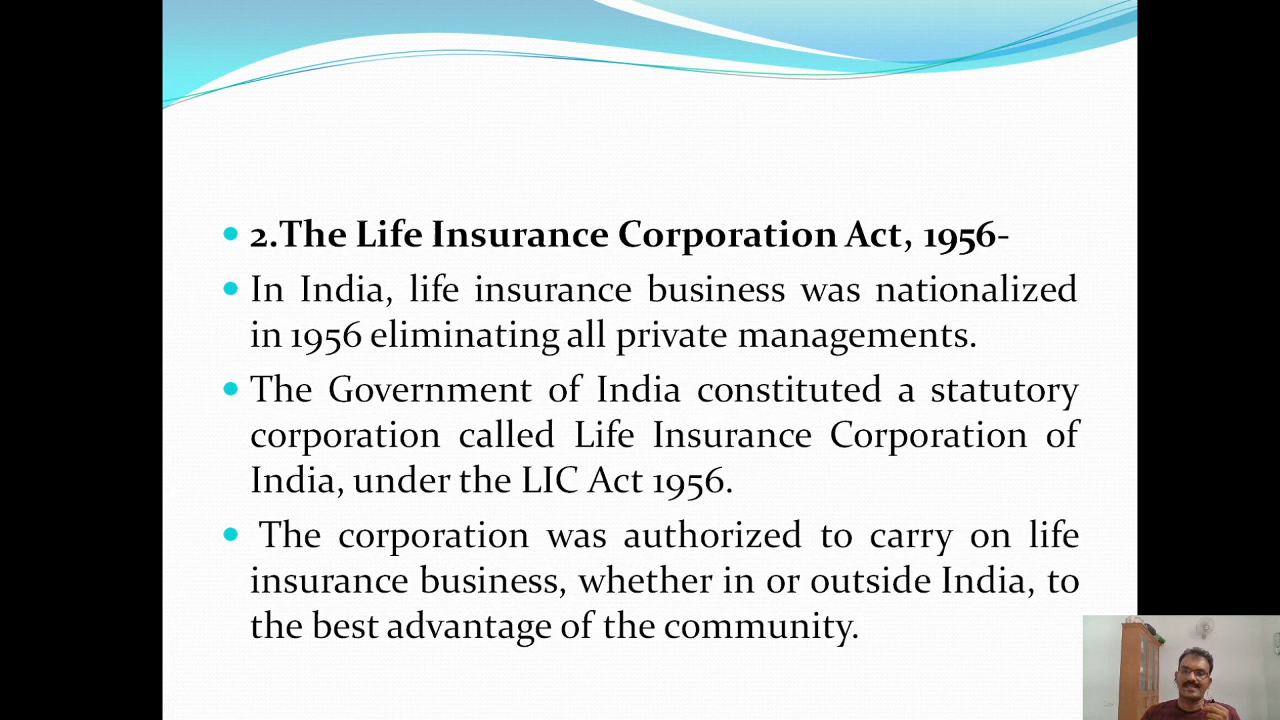 • 2.The Life Insurance Corporation Act, 1956-
• In India, life insurance business was nationalized
in 1956 eliminating all private managements.
• The Government of India constituted a statutory
corporation called Life Insurance Corporation of
India, under the LIC Act 1956.
• The corporation was authorized to carry on life
insurance business, whether in or outside India, to
the best advantage of the community.